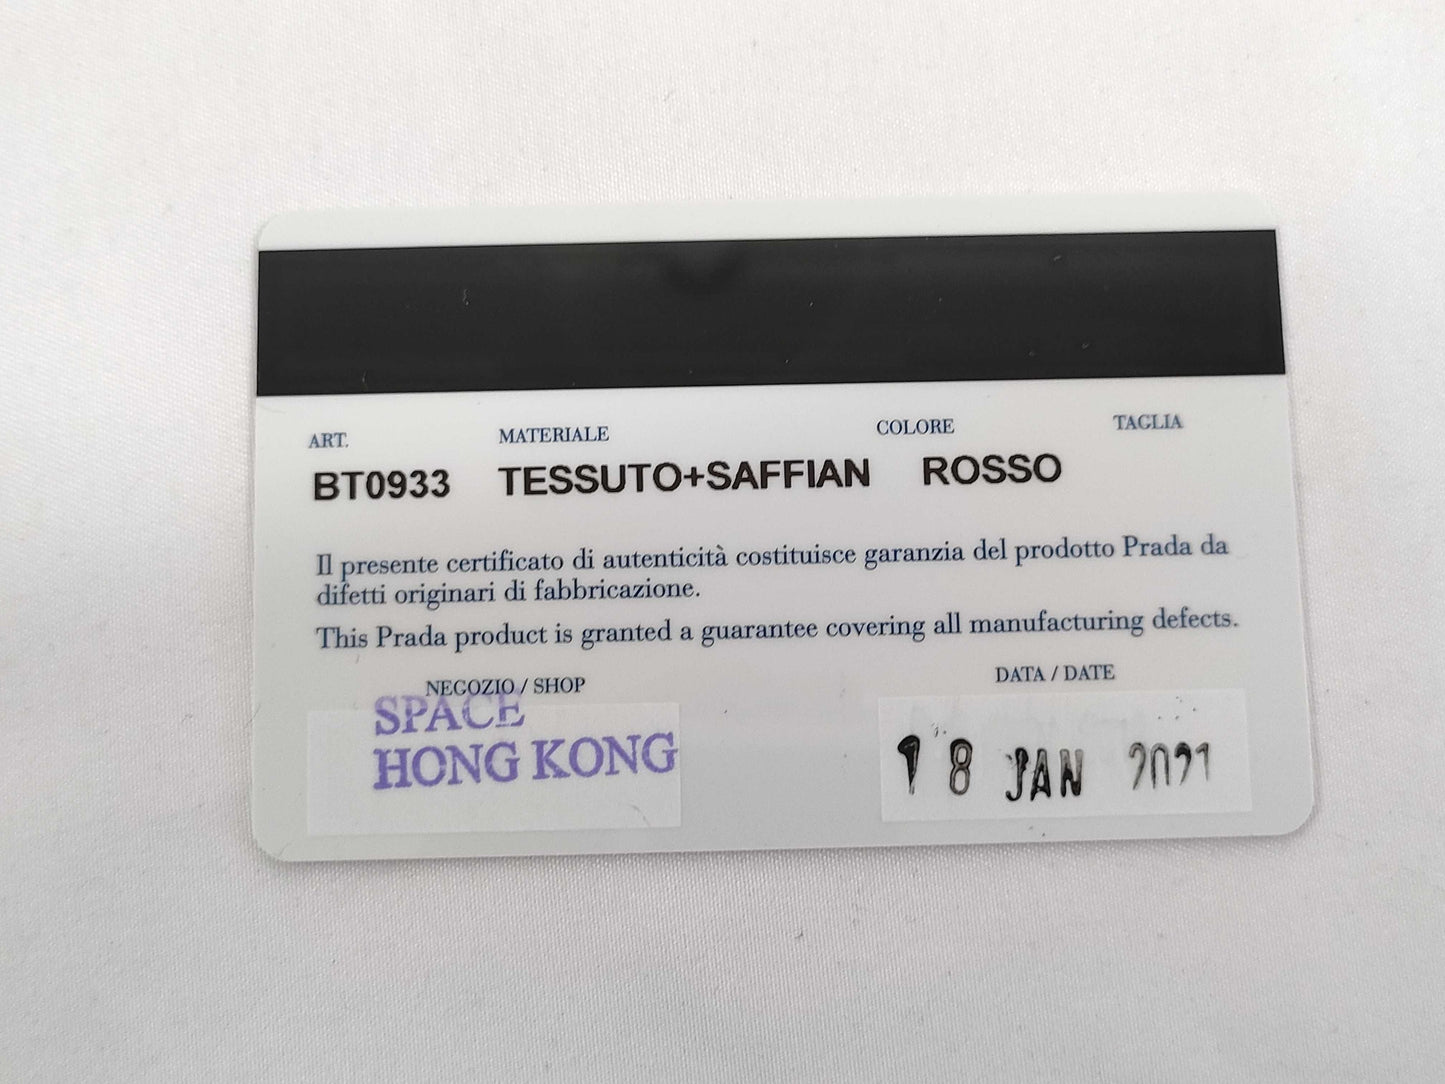 ART. MATERIALE COLORE TAGLIA
BT0933 TESSUTO+SAFFIAN ROSSO
Il presente certificato di autenticità costituisce garanzia del prodotto Prada da
difetti originari di fabbricazione.
This Prada product is granted a guarantee covering all manufacturing defects.
NEGOZIO / SHOP DATA / DATE
SPACE
HONG KONG
18 JAN 2021